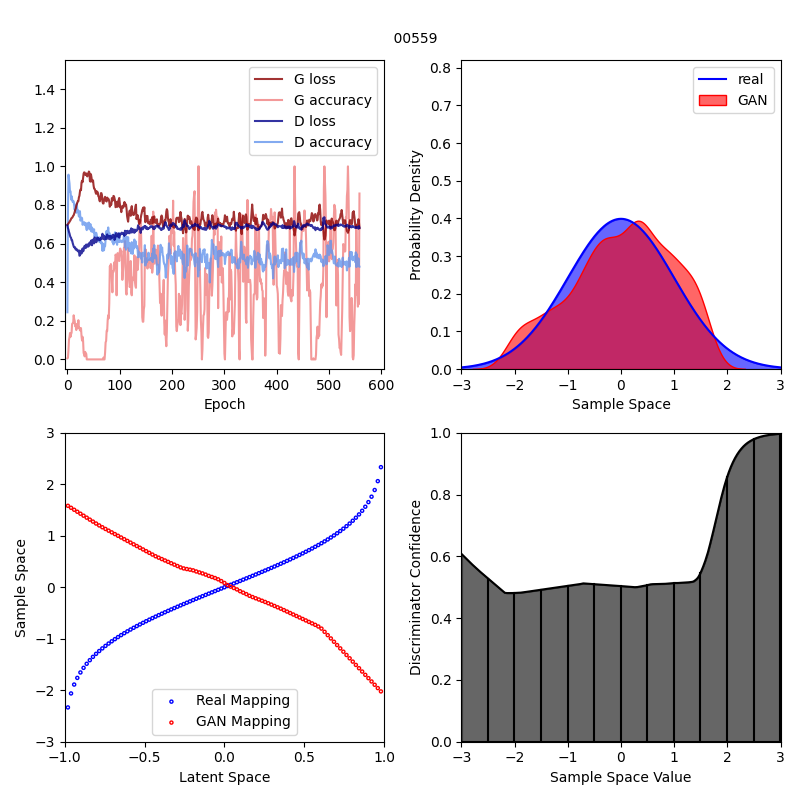 00559
G loss
G accuracy
D loss
D accuracy
1.4
1.2
1.0
0.8
0.6
0.4
0.2
0.0
0 100 200 300 400 500 600
Epoch
real
GAN
Probability Density
0.8
0.7
0.6
0.5
0.4
0.3
0.2
0.1
0.0
−3 −2 −1 0 1 2 3
Sample Space
Sample Space
3
2
1
0
−1
−2
−3
Real Mapping
GAN Mapping
−1.0 −0.5 0.0 0.5 1.0
Latent Space
Discriminator Confidence
1.0
0.8
0.6
0.4
0.2
0.0
−3 −2 −1 0 1 2 3
Sample Space Value